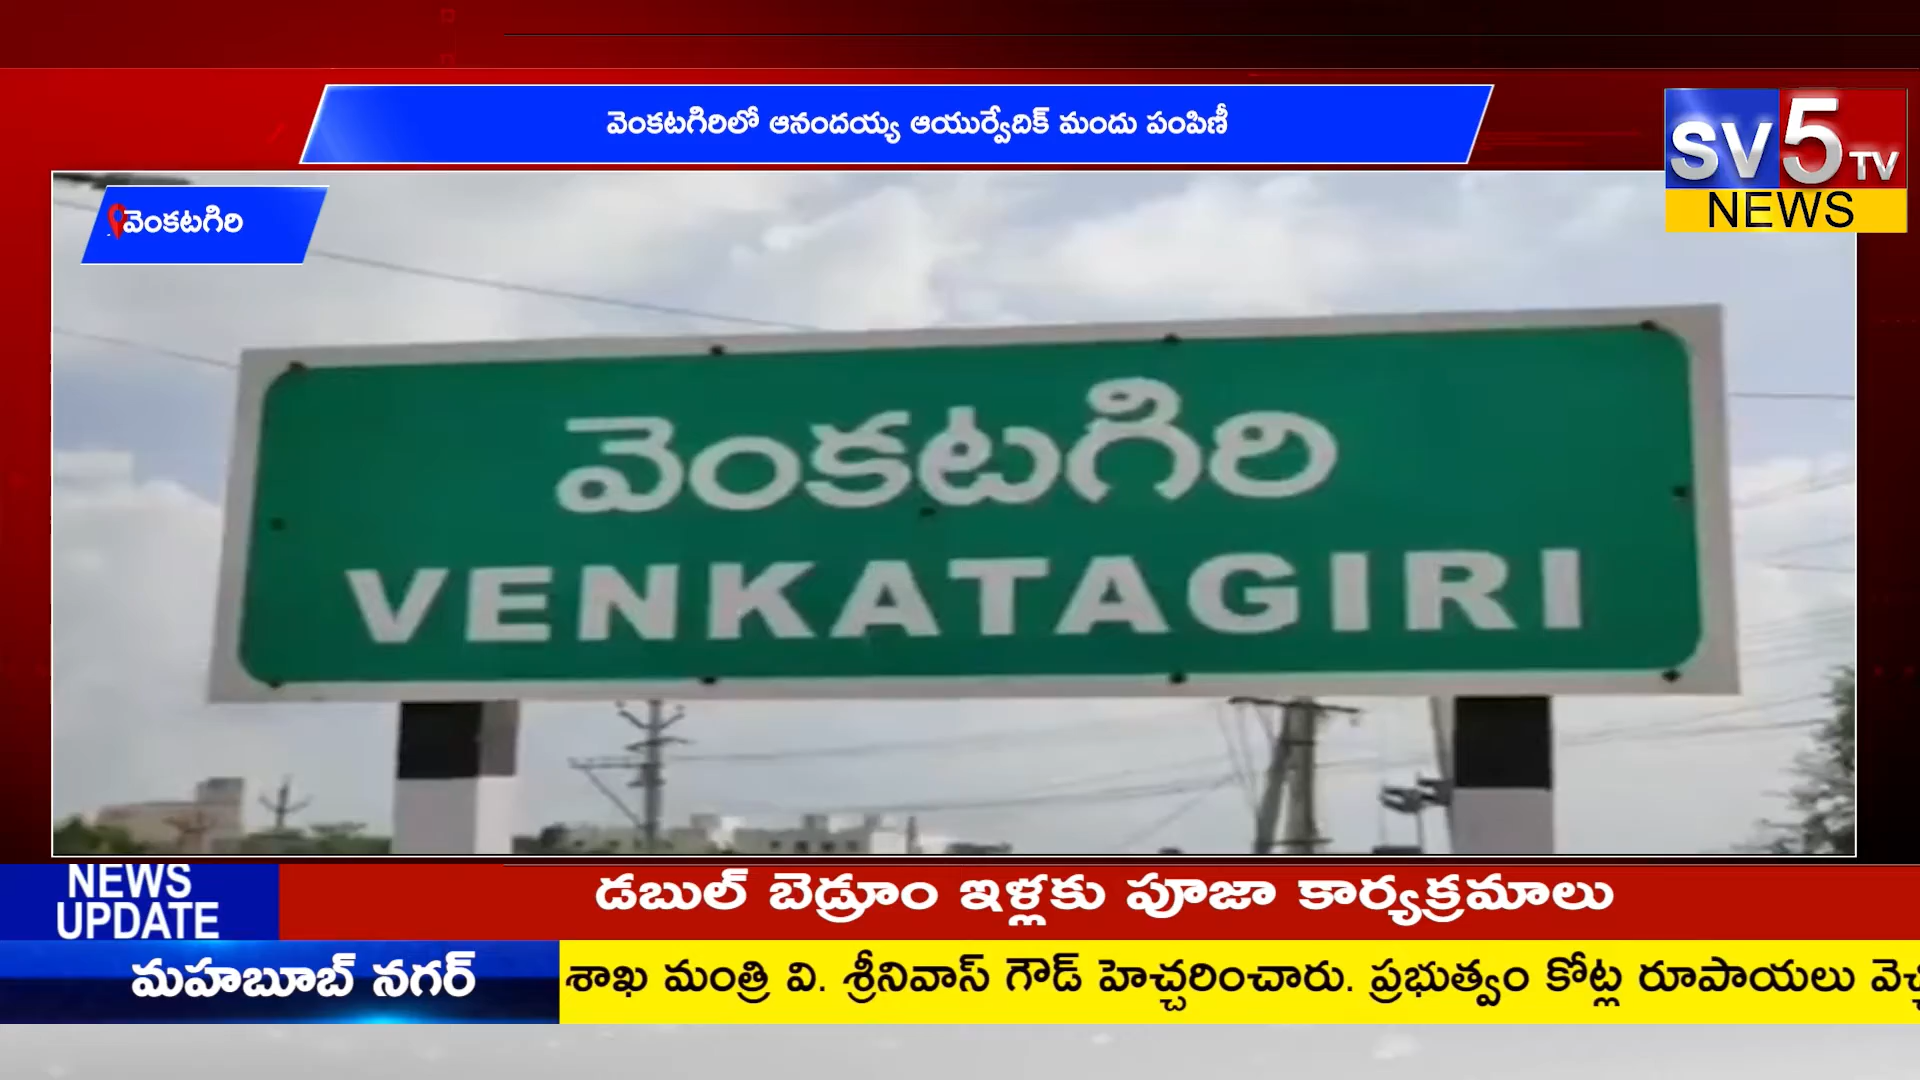 వెంకటగిరిలో ఆనందయ్య ఆయుర్వేదిక్ మందు పంపిణీ
SV5 TV
NEWS
వెంకటగిరి
వెంకటగిరి
VENKATAGIRI
NEWS
UPDATE
డబుల్ బెడ్రూం ఇళ్లకు పూజా కార్యక్రమాలు
మహబూబ్ నగర్
శాఖ మంత్రి వి. శ్రీనివాస్ గౌడ్ హెచ్చరించారు. ప్రభుత్వం కోట్ల రూపాయలు